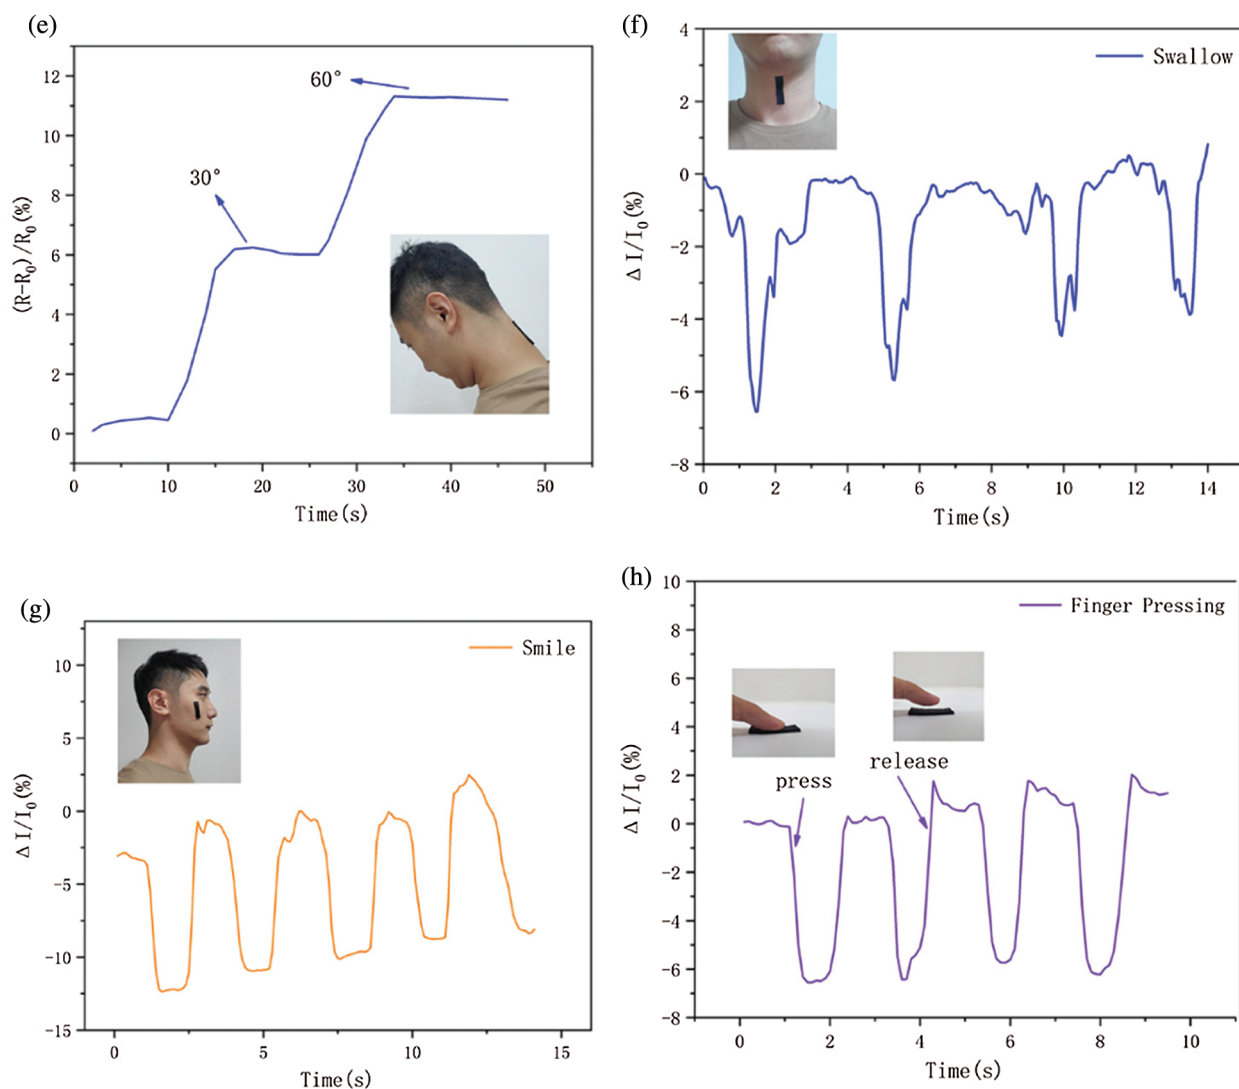 (e)
12
10
8
6
4
2
0
(R-R₀)/R₀(%)
60°
30°
0 10 20 30 40 50
Time(s)
(f)
4
2
0
-2
-4
-6
-8
Δ I/I₀(%)
Swallow
0 2 4 6 8 10 12 14
Time(s)
(g)
10
5
0
-5
-10
-15
Δ I/I₀(%)
Smile
0 5 10 15
Time(s)
(h)
10
8
6
4
2
0
-2
-4
-6
-8
Δ I/I₀(%)
Finger Pressing
release
press
0 2 4 6 8 10
Time(s)